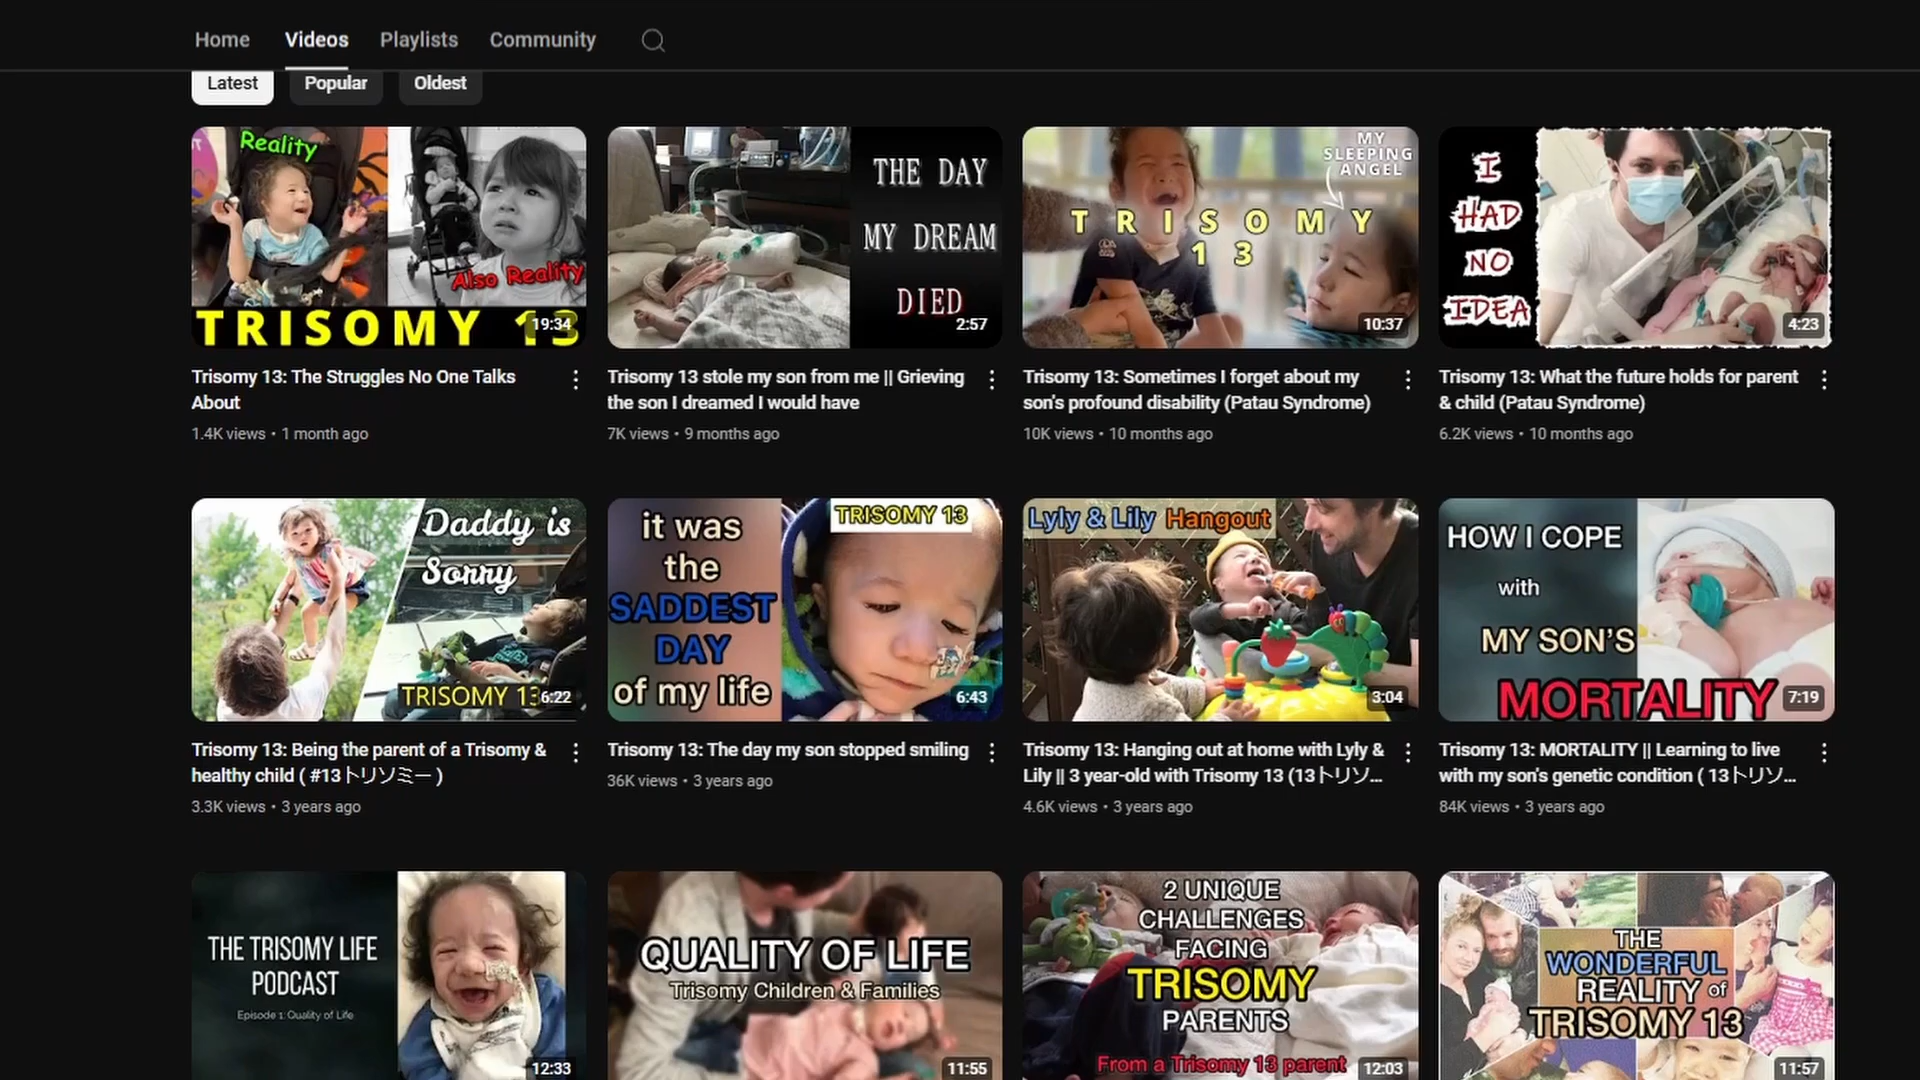 Home Videos Playlists Community
Latest Popular Oldest
Reality
Also Reality
TRISOMY 13
19:34
Trisomy 13: The Struggles No One Talks
About
1.4K views • 1 month ago
THE DAY
MY DREAM
DIED
2:57
Trisomy 13 stole my son from me || Grieving
the son I dreamed I would have
7K views • 9 months ago
MY
SLEEPING
ANGEL
TRISOMY
13
10:37
Trisomy 13: Sometimes I forget about my
son's profound disability (Patau Syndrome)
10K views • 10 months ago
I
HAD
NO
IDEA
4:23
Trisomy 13: What the future holds for parent
& child (Patau Syndrome)
6.2K views • 10 months ago
Daddy is
Sorry
TRISOMY 13
6:22
Trisomy 13: Being the parent of a Trisomy &
healthy child ( #13トリソミー )
3.3K views • 3 years ago
it was
the
SADDEST
DAY
of my life
TRISOMY 13
6:43
Trisomy 13: The day my son stopped smiling
36K views • 3 years ago
Lyly & Lily Hangout
3:04
Trisomy 13: Hanging out at home with Lyly &
Lily || 3 year-old with Trisomy 13 (13トリソ...
4.6K views • 3 years ago
HOW I COPE
with
MY SON'S
MORTALITY
7:19
Trisomy 13: MORTALITY || Learning to live
with my son's genetic condition ( 13トリソ...
84K views • 3 years ago
THE TRISOMY LIFE
PODCAST
Episode 1: Quality of Life
12:33
QUALITY OF LIFE
Trisomy Children & Families
11:55
2 UNIQUE
CHALLENGES
FACING
TRISOMY
PARENTS
From a Trisomy 13 parent
12:03
THE
WONDERFUL
REALITY of
TRISOMY 13
11:57